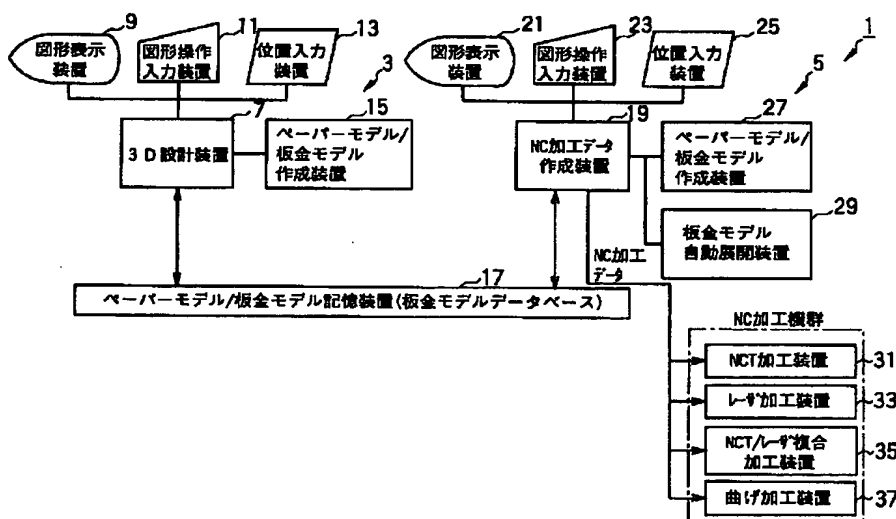 9
11
13
図形表示
装置
図形操作
入力装置
位置入力
装置
3
7
15
3D設計装置
ペーパーモデル/
板金モデル
作成装置
21
23
25
1
図形表示
装置
図形操作
入力装置
位置入力
装置
5
19
27
NC加工データ
作成装置
ペーパーモデル/
板金モデル
作成装置
29
板金モデル
自動展開装置
NC加工
データ
17
ペーパーモデル/板金モデル記憶装置(板金モデルデータベース)
NC加工機群
NCT加工装置
31
レーザ加工装置
33
NCT/レーザ複合
加工装置
35
曲げ加工装置
37